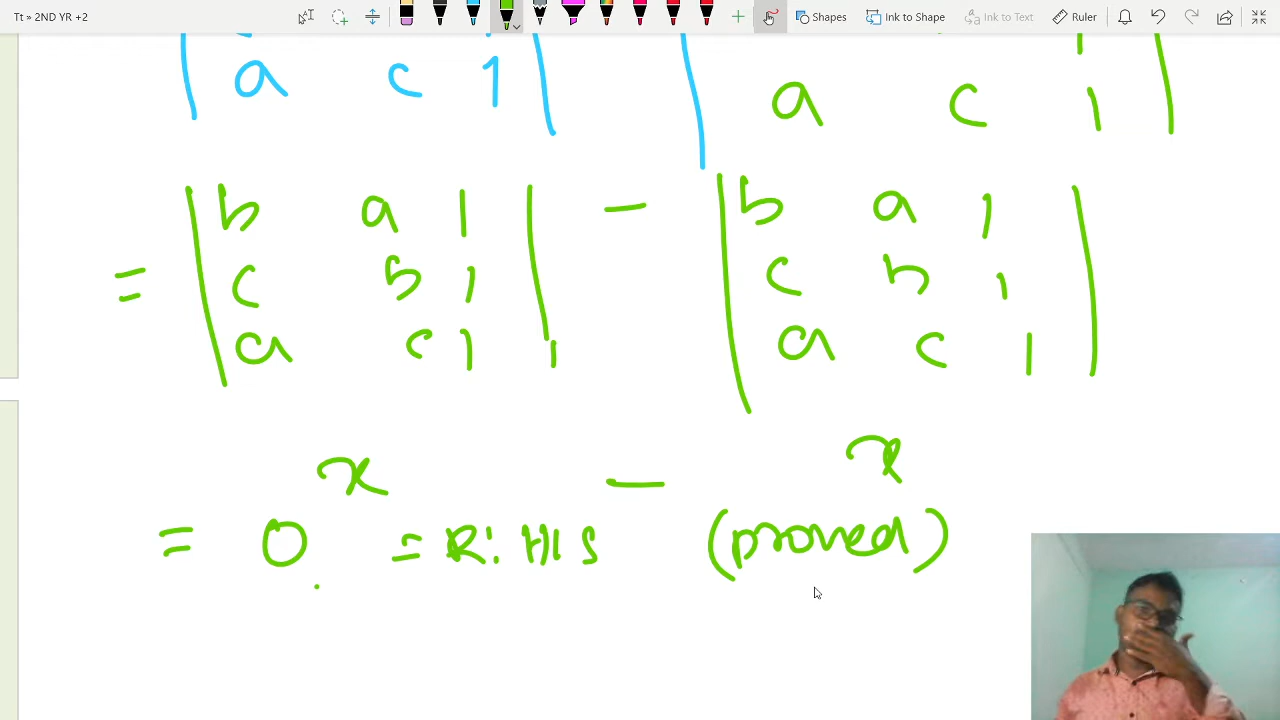 Tt » 2ND YR +2 Shapes Ink to Shape Ink to Text Ruler
a c 1 a c 1
b a 1 − b a 1
= c b 1 c b 1
a c 1 a c 1
x − x
= 0 = R.H.S (proved)